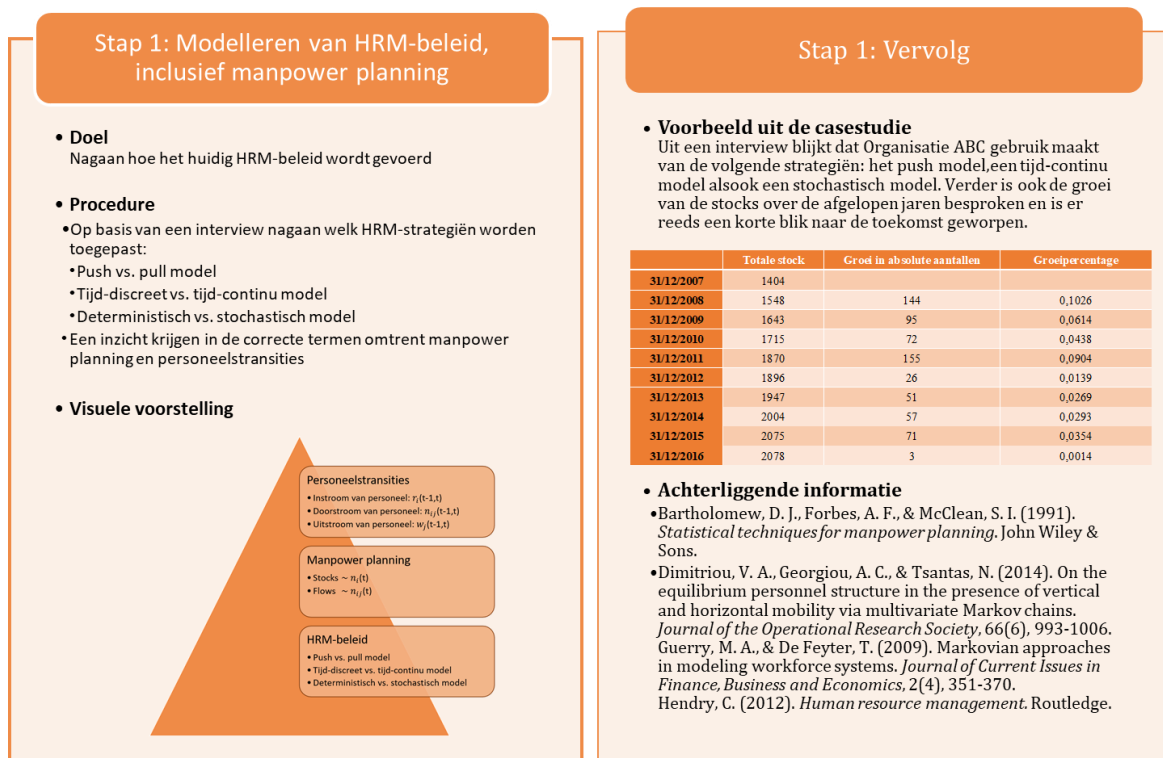 Stap 1: Modelleren van HRM-beleid,
inclusief manpower planning
• Doel
Nagaan hoe het huidig HRM-beleid wordt gevoerd
• Procedure
•Op basis van een interview nagaan welk HRM-strategiën worden
toegepast:
•Push vs. pull model
•Tijd-discreet vs. tijd-continu model
•Deterministisch vs. stochastisch model
•Een inzicht krijgen in de correcte termen omtrent manpower
planning en personeelstransities
• Visuele voorstelling
Personeelstransities
• Instroom van personeel: r_i(t-1,t)
• Doorstroom van personeel: n_ij(t-1,t)
• Uitstroom van personeel: w_j(t-1,t)
Manpower planning
• Stocks ~ n_i(t)
• Flows ~ n_ij(t)
HRM-beleid
• Push vs. pull model
• Tijd-discreet vs. tijd-continu model
• Deterministisch vs. stochastisch model
Stap 1: Vervolg
• Voorbeeld uit de casestudie
Uit een interview blijkt dat Organisatie ABC gebruik maakt
van de volgende strategiën: het push model,een tijd-continu
model alsook een stochastisch model. Verder is ook de groei
van de stocks over de afgelopen jaren besproken en is er
reeds een korte blik naar de toekomst geworpen.
Totale stock Groei in absolute aantallen Groeipercentage
31/12/2007 1404
31/12/2008 1548 144 0,1026
31/12/2009 1643 95 0,0614
31/12/2010 1715 72 0,0438
31/12/2011 1870 155 0,0904
31/12/2012 1896 26 0,0139
31/12/2013 1947 51 0,0269
31/12/2014 2004 57 0,0293
31/12/2015 2075 71 0,0354
31/12/2016 2078 3 0,0014
• Achterliggende informatie
•Bartholomew, D. J., Forbes, A. F., & McClean, S. I. (1991).
Statistical techniques for manpower planning. John Wiley &
Sons.
•Dimitriou, V. A., Georgiou, A. C., & Tsantas, N. (2014). On the
equilibrium personnel structure in the presence of vertical
and horizontal mobility via multivariate Markov chains.
Journal of the Operational Research Society, 66(6), 993-1006.
Guerry, M. A., & De Feyter, T. (2009). Markovian approaches
in modeling workforce systems. Journal of Current Issues in
Finance, Business and Economics, 2(4), 351-370.
Hendry, C. (2012). Human resource management. Routledge.